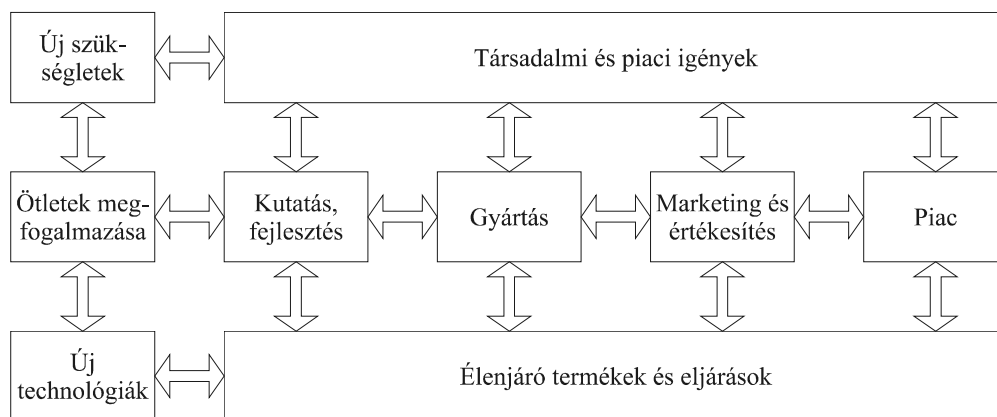 Új szük-
ségletek
Társadalmi és piaci igények
Ötletek meg-
fogalmazása
Kutatás,
fejlesztés
Gyártás
Marketing és
értékesítés
Piac
Új
technológiák
Élenjáró termékek és eljárások